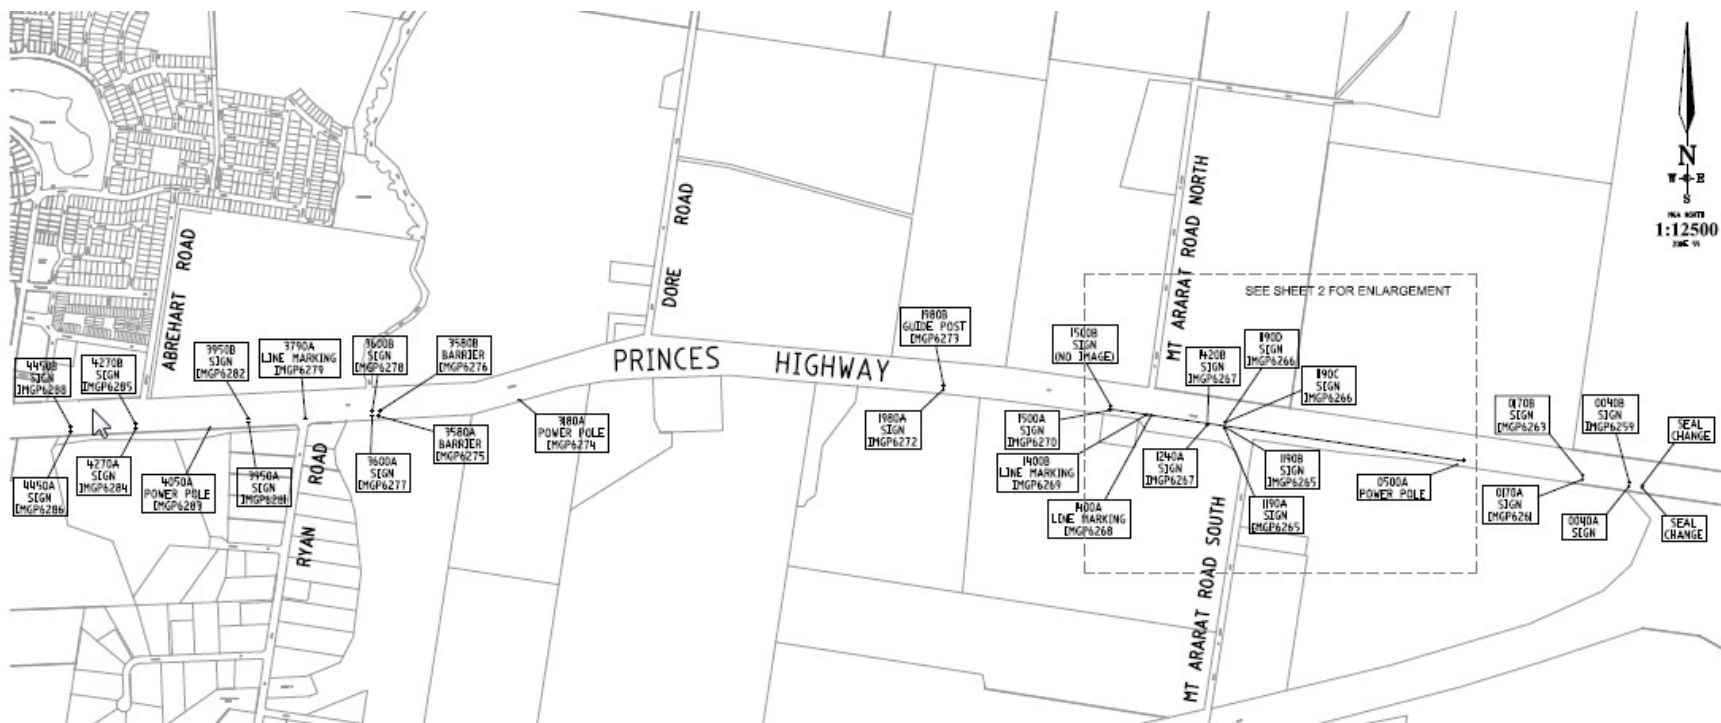 N
W
E
S
MGA NORTH
1:12500
ZONE 55
SEE SHEET 2 FOR ENLARGEMENT
ABREHART ROAD
DORE ROAD
MT ARARAT ROAD NORTH
PRINCES HIGHWAY
RYAN ROAD
MT ARARAT ROAD SOUTH
4450B
SIGN
IMGP6288
4270B
SIGN
IMGP6285
3950B
SIGN
IMGP6282
3790A
LINE MARKING
IMGP6279
3600B
SIGN
IMGP6278
3580B
BARRIER
IMGP6276
1980B
GUIDE POST
IMGP6273
1500B
SIGN
(NO IMAGE)
1420B
SIGN
IMGP6267
1190D
SIGN
IMGP6266
1190C
SIGN
IMGP6266
0170B
SIGN
IMGP6263
0040B
SIGN
IMGP6259
SEAL
CHANGE
4450A
SIGN
IMGP6286
4270A
SIGN
IMGP6284
4050A
POWER POLE
IMGP6283
3950A
SIGN
IMGP6281
3600A
SIGN
IMGP6277
3580A
BARRIER
IMGP6275
3180A
POWER POLE
IMGP6274
1980A
SIGN
IMGP6272
1500A
SIGN
IMGP6270
1400B
LINE MARKING
IMGP6269
1400A
LINE MARKING
IMGP6268
1240A
SIGN
IMGP6267
1190B
SIGN
IMGP6265
1190A
SIGN
IMGP6265
0500A
POWER POLE
0170A
SIGN
IMGP6261
0040A
SIGN
SEAL
CHANGE